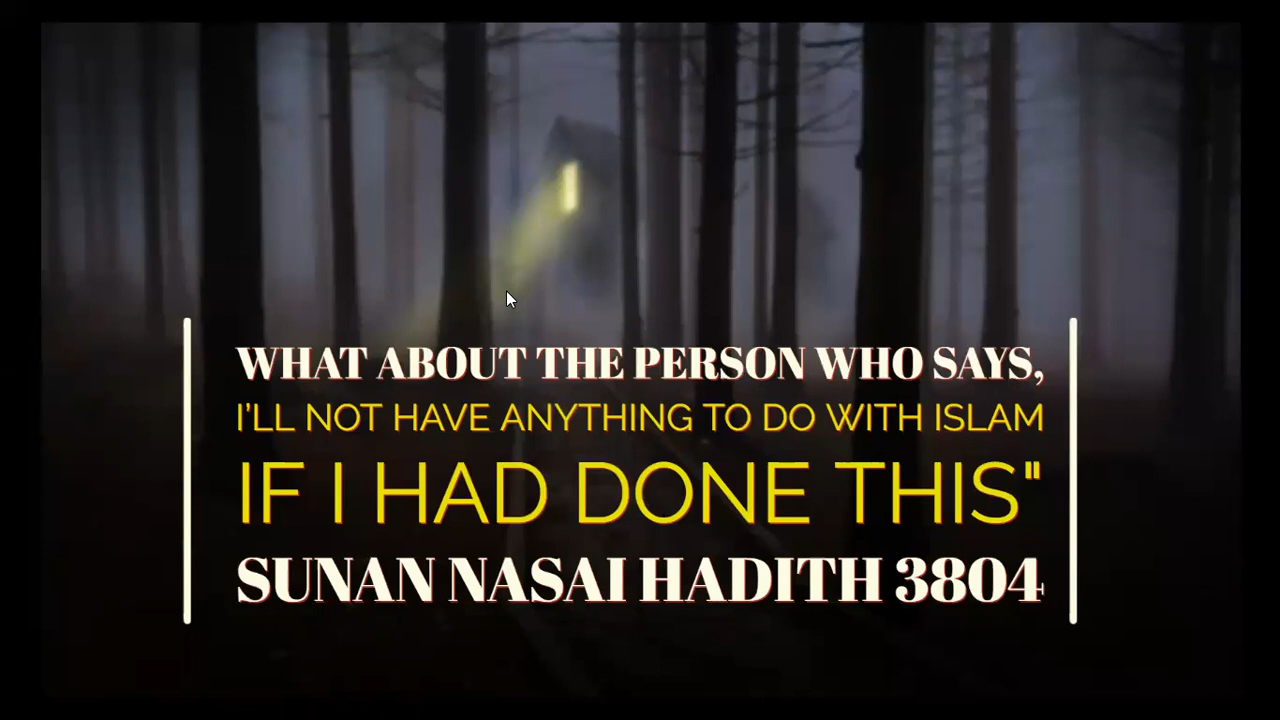 WHAT ABOUT THE PERSON WHO SAYS,
I'LL NOT HAVE ANYTHING TO DO WITH ISLAM
IF I HAD DONE THIS"
SUNAN NASAI HADITH 3804